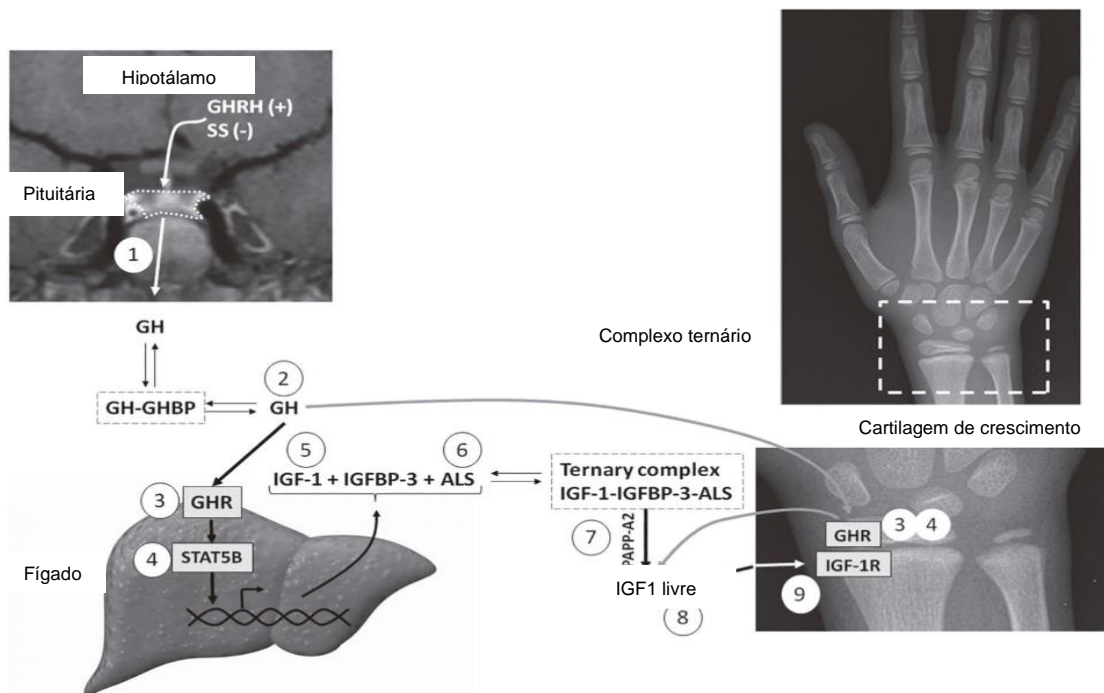 Hipotálamo
GHRH (+)
SS (-)
Pituitária
1
GH
GH-GHBP
2
GH
Complexo ternário
Cartilagem de crescimento
5
6
IGF-1 + IGFBP-3 + ALS
Ternary complex
IGF-1-IGFBP-3-ALS
3
GHR
4
STAT5B
Fígado
7
PAPP-A2
IGF1 livre
8
GHR
3
4
IGF-1R
9